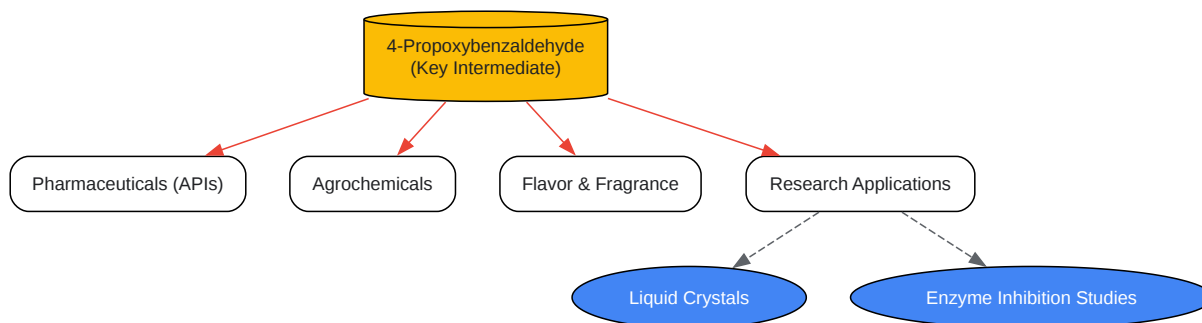 4-Propoxybenzaldehyde
(Key Intermediate)
Pharmaceuticals (APIs)
Agrochemicals
Flavor & Fragrance
Research Applications
Liquid Crystals
Enzyme Inhibition Studies